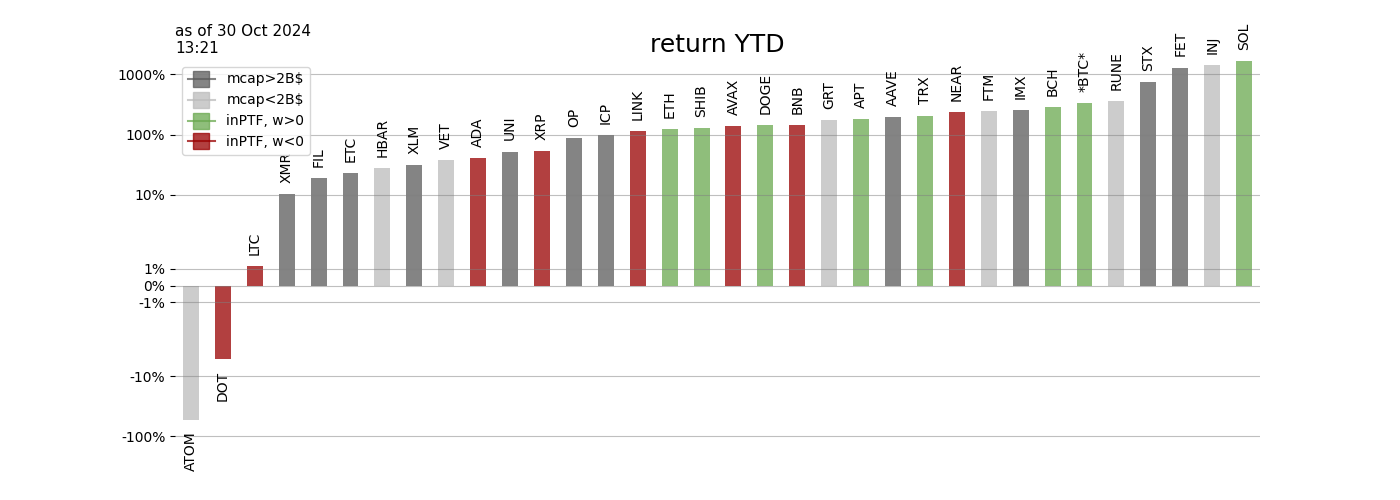 as of 30 Oct 2024
13:21
return YTD
mcap>2B$
mcap<2B$
inPTF, w>0
inPTF, w<0
1000%
100%
10%
1%
0%
-1%
-10%
-100%
ATOM
DOT
LTC
XMR
FIL
ETC
HBAR
XLM
VET
ADA
UNI
XRP
OP
ICP
LINK
ETH
SHIB
AVAX
DOGE
BNB
GRT
APT
AAVE
TRX
NEAR
FTM
IMX
BCH
*BTC*
RUNE
STX
FET
INJ
SOL